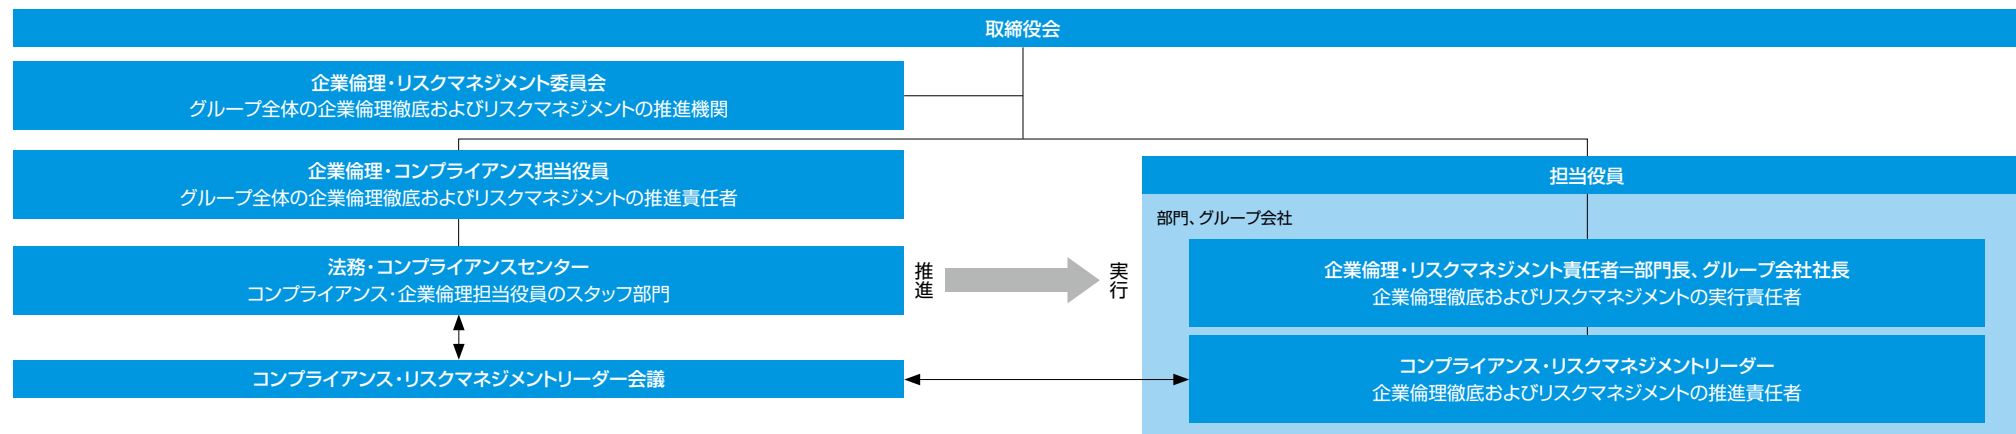 取締役会
企業倫理・リスクマネジメント委員会
グループ全体の企業倫理徹底およびリスクマネジメントの推進機関
企業倫理・コンプライアンス担当役員
グループ全体の企業倫理徹底およびリスクマネジメントの推進責任者
法務・コンプライアンスセンター
コンプライアンス・企業倫理担当役員のスタッフ部門
コンプライアンス・リスクマネジメントリーダー会議
推進
実行
担当役員
部門、グループ会社
企業倫理・リスクマネジメント責任者=部門長、グループ会社社長
企業倫理徹底およびリスクマネジメントの実行責任者
コンプライアンス・リスクマネジメントリーダー
企業倫理徹底およびリスクマネジメントの推進責任者